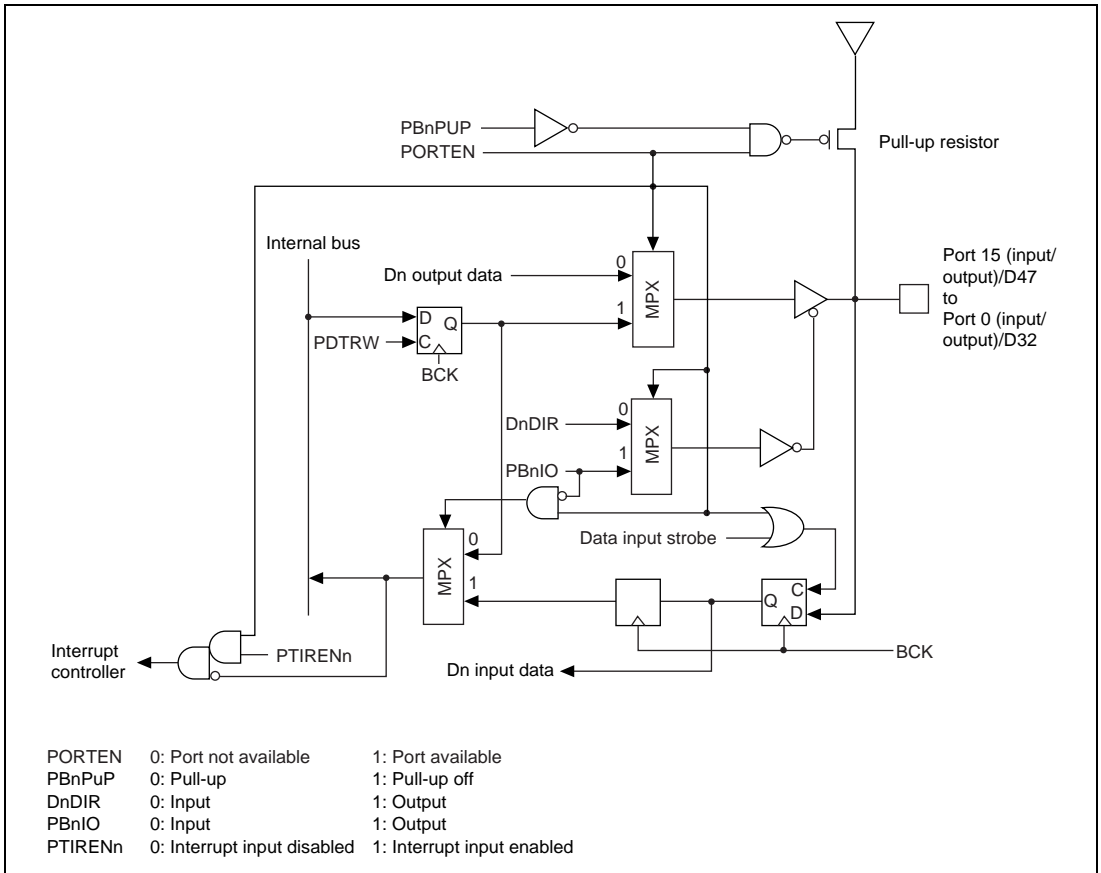 PBnPUP
PORTEN
Pull-up resistor
Internal bus
Dn output data
0
1
MPX
Port 15 (input/
output)/D47
to
Port 0 (input/
output)/D32
D Q
C
PDTRW
BCK
DnDIR
0
PBnIO
1
MPX
Data input strobe
MPX
0
1
Q C
D
Interrupt
controller
PTIRENn
Dn input data
BCK
PORTEN 0: Port not available 1: Port available
PBnPuP 0: Pull-up 1: Pull-up off
DnDIR 0: Input 1: Output
PBnIO 0: Input 1: Output
PTIRENn 0: Interrupt input disabled 1: Interrupt input enabled